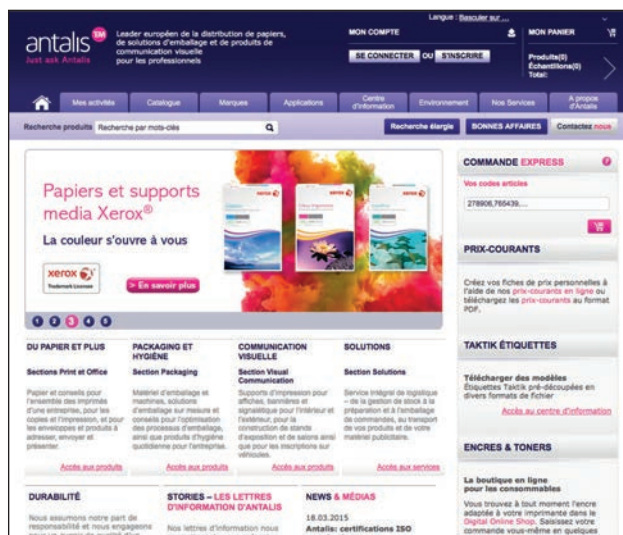 Langue : Basculer sur ...
antalis TM
Just ask Antalis
Leader européen de la distribution de papiers,
de solutions d'emballage et de produits de
communication visuelle
pour les professionnels
MON COMPTE
SE CONNECTER OU S'INSCRIRE
MON PANIER
Produits(0)
Échantillons(0)
Total:
Mes activités
Catalogue
Marques
Applications
Centre
d'information
Environnement
Nos Services
A propos
d'Antalis
Recherche produits Recherche par mots-clés
Recherche élargie
BONNES AFFAIRES
Contactez nous
Papiers et supports
media Xerox®
La couleur s'ouvre à vous
xerox
Trademark Licensee
> En savoir plus
xerox
xerox
xerox
1 2 3 4 5
COMMANDE EXPRESS
?
Vos codes articles
278906,765439,...
PRIX-COURANTS
Créez vos fiches de prix personnelles à
l'aide de nos prix-courants en ligne ou
téléchargez les prix-courants au format
PDF.
TAKTIK ÉTIQUETTES
Télécharger des modèles
Étiquettes Taktik pré-découpées en
divers formats de fichier
Accès au centre d'information
ENCRES & TONERS
La boutique en ligne
pour les consommables
Vous trouvez à tout moment l'encre
adaptée à votre imprimante dans le
Digital Online Shop. Saisissez votre
commande vous-même en quelques
DU PAPIER ET PLUS
Sections Print et Office
Papier et conseils pour
l'ensemble des imprimés
d'une entreprise, pour les
copies et l'impression, et pour
les enveloppes et produits à
adresser, envoyer et
présenter.
Accès aux produits
PACKAGING ET
HYGIÈNE
Section Packaging
Matériel d'emballage et
machines, solutions
d'emballage sur mesure et
conseils pour l'optimisation
des processus d'emballage,
ainsi que produits d'hygiène
quotidienne pour l'entreprise.
Accès aux produits
COMMUNICATION
VISUELLE
Section Visual
Communication
Supports d'impression pour
affiches, bannières et
signalétique pour l'intérieur et
l'extérieur, pour la
construction de stands
d'exposition et de salons ainsi
que pour les inscriptions sur
véhicules.
Accès aux produits
SOLUTIONS
Section Solutions
Service intégral de logistique
– de la gestion de stock à la
préparation et à l'emballage
de commandes, au transport
de vos produits et de votre
matériel publicitaire.
Accès aux services
DURABILITÉ
Nous assumons notre part de
responsabilité et nous engageons
STORIES – LES LETTRES
D'INFORMATION D'ANTALIS
Nos lettres d'information nous
NEWS & MÉDIAS
18.03.2015
Antalis: certifications ISO